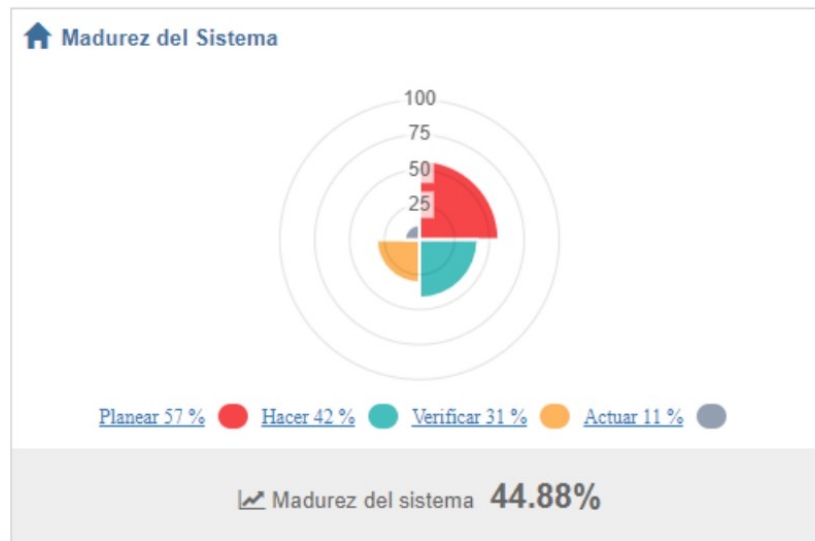 Madurez del Sistema
100
75
50
25
Planear 57 % Hacer 42 % Verificar 31 % Actuar 11 %
Madurez del sistema 44.88%